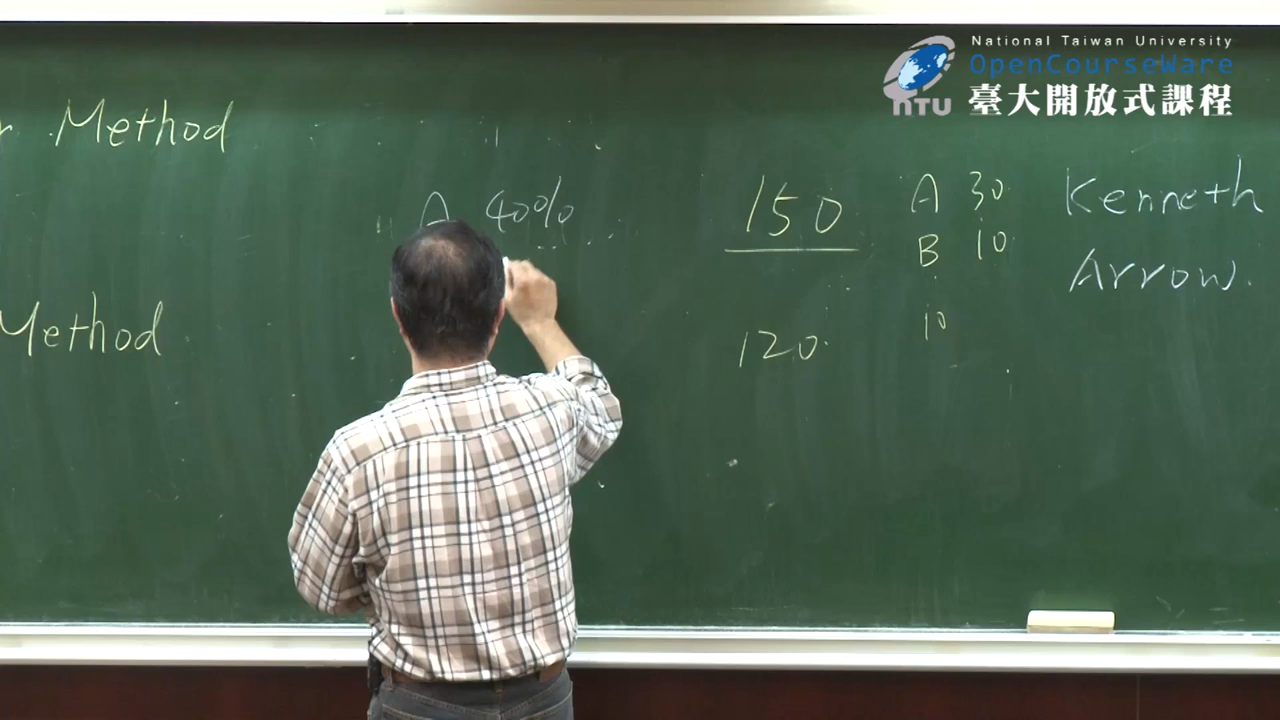 National Taiwan University
OpenCourseWare
臺大開放式課程
NTU
Method
Method
A 40%
150
120
A 30
B 10
10
Kenneth
Arrow.